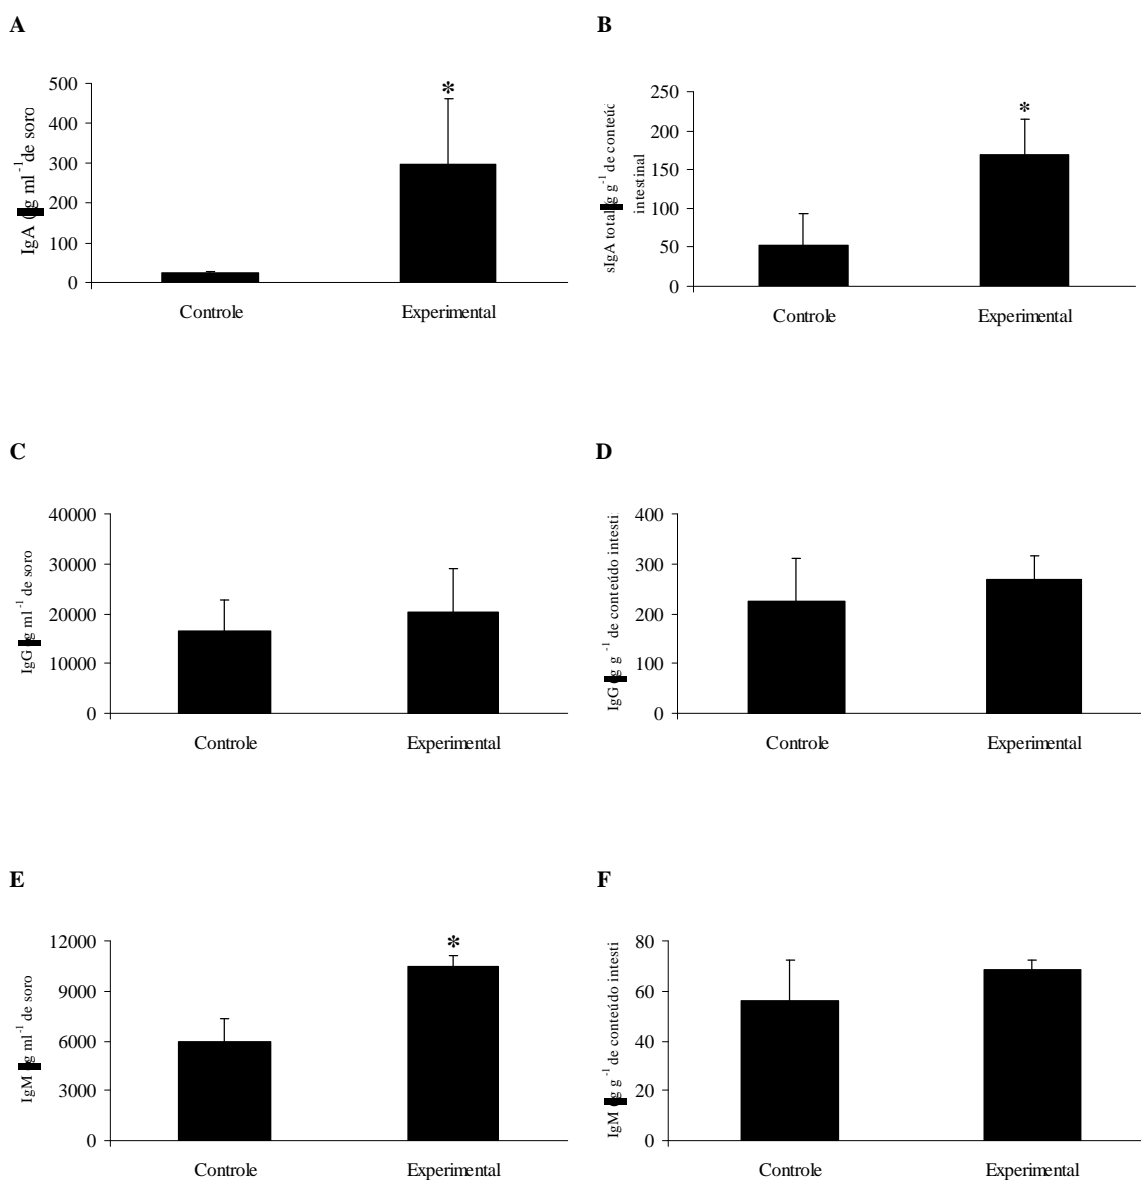 A
500
400
300
200
100
0
IgA g ml -1 de soro
*
Controle Experimental
B
250
200
150
100
50
0
sIgA total g g -1 de
intestinal
*
Controle Experimental
C
40000
30000
20000
10000
0
IgG g ml -1 de soro
Controle Experimental
D
400
300
200
100
0
IgG g g -1 de conteúdo
Controle Experimental
E
12000
9000
6000
3000
0
IgM g ml -1 de soro
*
Controle Experimental
F
80
60
40
20
0
IgM g g -1 de conteúdo
Controle Experimental